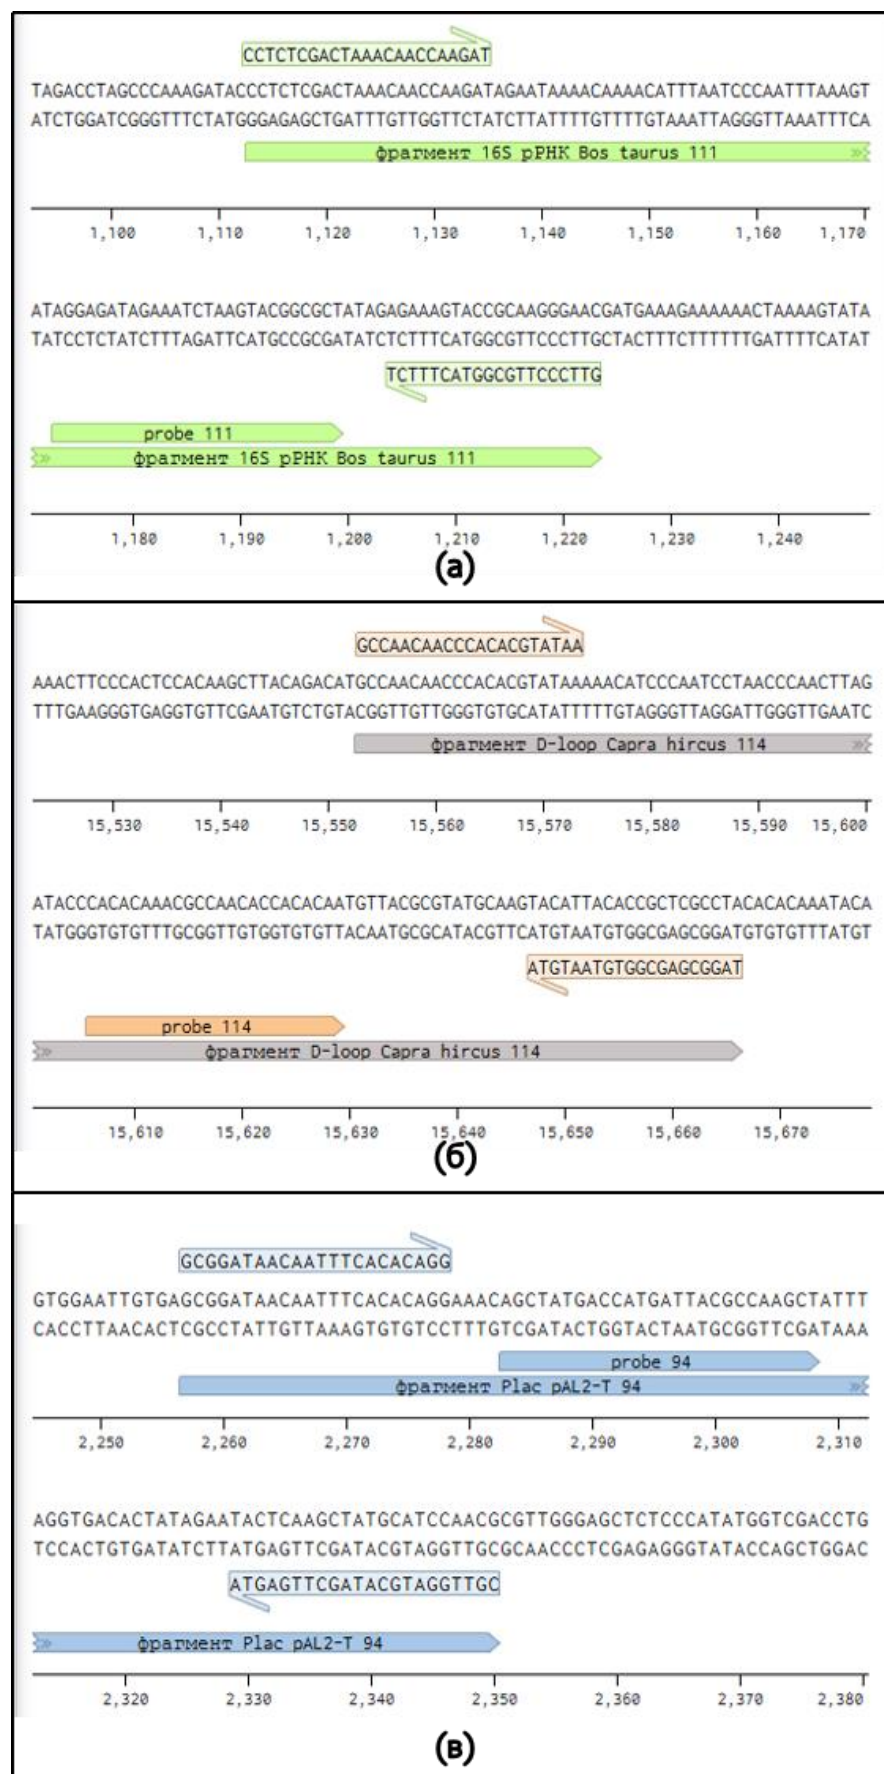 CCTCTCGACTAAACAACCAAGAT
TAGACCTAGCCCAAAGATACCCTCTCGACTAAACAACCAAGATAGAATAAAACAAAACATTTAATCCCAATTTAAAGT
ATCTGGATCGGGTTTCTATGGGAGAGCTGATTTGTTGGTTCTATCTTATTTTGTTTTGTAAATTAGGGTTAAATTTCA
фрагмент 16S рРНК Bos taurus 111
1,100 1,110 1,120 1,130 1,140 1,150 1,160 1,170
ATAGGAGATAGAAATCTAAGTACGGCGCTATAGAGAAAGTACCGCAAGGGAACGATGAAAGAAAAAACTAAAAGTATA
TATCCTCTATCTTTAGATTCATGCCGCGATATCTCTTTCATGGCGTTCCCTTGCTACTTTCTTTTTTGATTTTCATAT
TCTTTCATGGCGTTCCCTTG
probe 111
фрагмент 16S рРНК Bos taurus 111
1,180 1,190 1,200 1,210 1,220 1,230 1,240
(а)
GCCAACAACCCACACGTATAA
AAACTTCCCACTCCACAAGCTTACAGACATGCCAACAACCCACACGTATAAAAACATCCCAATCCTAACCCAACTTAG
TTTGAAGGGTGAGGTGTTCGAATGTCTGTACGGTTGTTGGGTGTGCATATTTTTGTAGGGTTAGGATTGGGTTGAATC
фрагмент D-loop Capra hircus 114
15,530 15,540 15,550 15,560 15,570 15,580 15,590 15,600
ATACCCACACAAACGCCAACACCACACAATGTTACGCGTATGCAAGTACATTACACCGCTCGCCTACACACAAATACA
TATGGGTGTGTTTGCGGTTGTGGTGTGTTACAATGCGCATACGTTCATGTAATGTGGCGAGCGGATGTGTGTTTATGT
ATGTAATGTGGCGAGCGGAT
probe 114
фрагмент D-loop Capra hircus 114
15,610 15,620 15,630 15,640 15,650 15,660 15,670
(б)
GCGGATAACAATTTCACACAGG
GTGGAATTGTGAGCGGATAACAATTTCACACAGGAAACAGCTATGACCATGATTACGCCAAGCTATTT
CACCTTAACACTCGCCTATTGTTAAAGTGTGTCCTTTGTCGATACTGGTACTAATGCGGTTCGATAAA
probe 94
фрагмент Plac pAL2-T 94
2,250 2,260 2,270 2,280 2,290 2,300 2,310
AGGTGACACTATAGAATACTCAAGCTATGCATCCAACGCGTTGGGAGCTCTCCCATATGGTCGACCTG
TCCACTGTGATATCTTATGAGTTCGATACGTAGGTTGCGCAACCCTCGAGAGGGTATACCAGCTGGAC
ATGAGTTCGATACGTAGGTTGC
фрагмент Plac pAL2-T 94
2,320 2,330 2,340 2,350 2,360 2,370 2,380
(в)